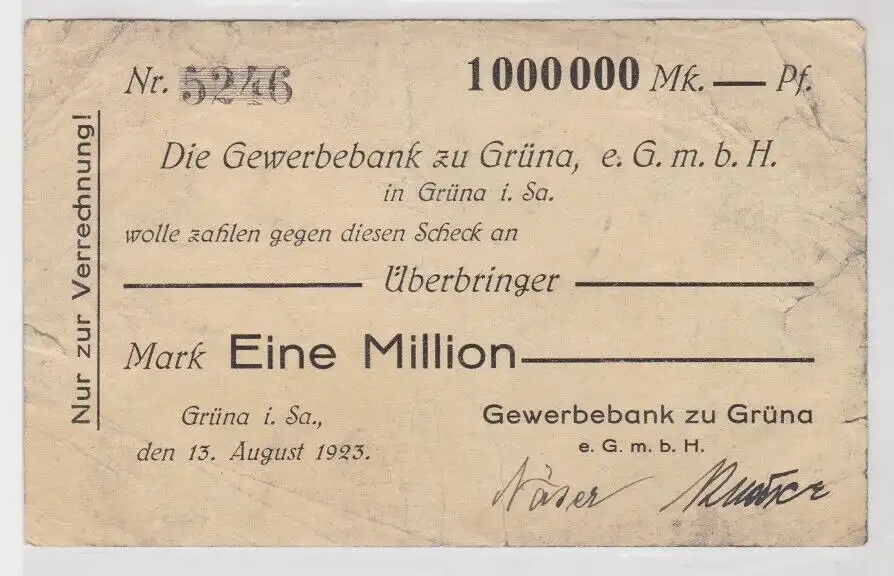 Nr. 5246
1000000 Mk. — Pf.
Nur zur Verrechnung!
Die Gewerbebank zu Grüna, e. G. m. b. H.
in Grüna i. Sa.
wolle zahlen gegen diesen Scheck an
Überbringer
Mark Eine Million
Grüna i. Sa.,
den 13. August 1923.
Gewerbebank zu Grüna
e. G. m. b. H.
Näser